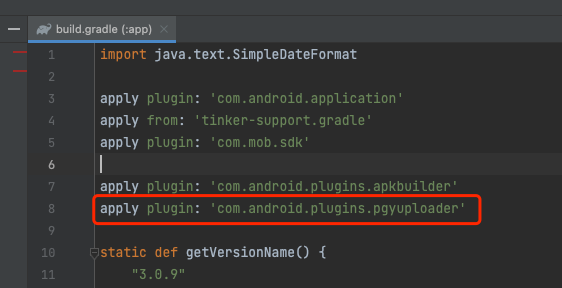 build.gradle (:app)
1 import java.text.SimpleDateFormat
2
3 apply plugin: 'com.android.application'
4 apply from: 'tinker-support.gradle'
5 apply plugin: 'com.mob.sdk'
6
7 apply plugin: 'com.android.plugins.apkbuilder'
8 apply plugin: 'com.android.plugins.pgyuploader'
9
10 static def getVersionName() {
11 "3.0.9"